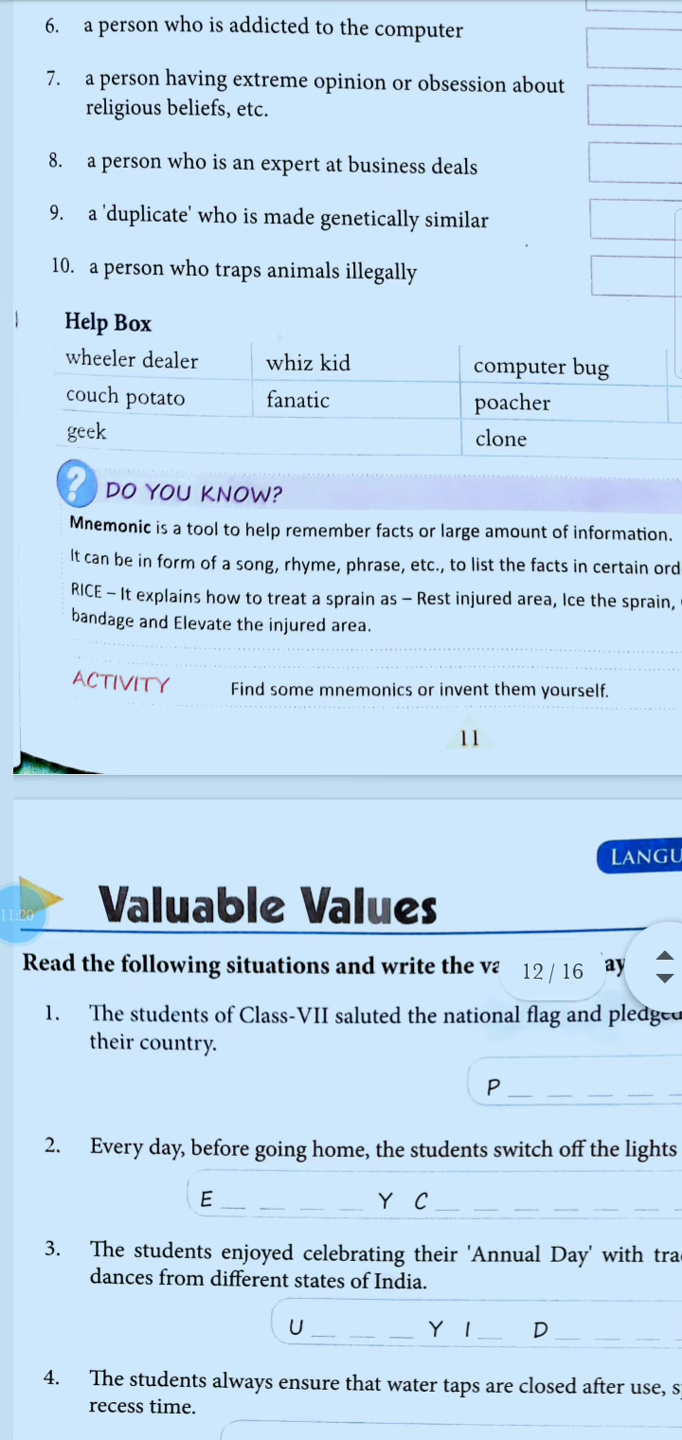 6. a person who is addicted to the computer
7. a person having extreme opinion or obsession about
religious beliefs, etc.
8. a person who is an expert at business deals
9. a 'duplicate' who is made genetically similar
10. a person who traps animals illegally
Help Box
wheeler dealer whiz kid computer bug
couch potato fanatic poacher
geek clone
? DO YOU KNOW?
Mnemonic is a tool to help remember facts or large amount of information.
It can be in form of a song, rhyme, phrase, etc., to list the facts in certain ord
RICE – It explains how to treat a sprain as – Rest injured area, Ice the sprain,
bandage and Elevate the injured area.
ACTIVITY Find some mnemonics or invent them yourself.
11
LANGU
11:20
Valuable Values
Read the following situations and write the va 12 / 16 ay
1. The students of Class-VII saluted the national flag and pledged
their country.
P _ _ _ _ _
2. Every day, before going home, the students switch off the lights
E _ _ _ _ Y C _ _ _ _ _ _ _
3. The students enjoyed celebrating their 'Annual Day' with tra
dances from different states of India.
U _ _ _ Y I _ D _ _ _ _
4. The students always ensure that water taps are closed after use, s
recess time.